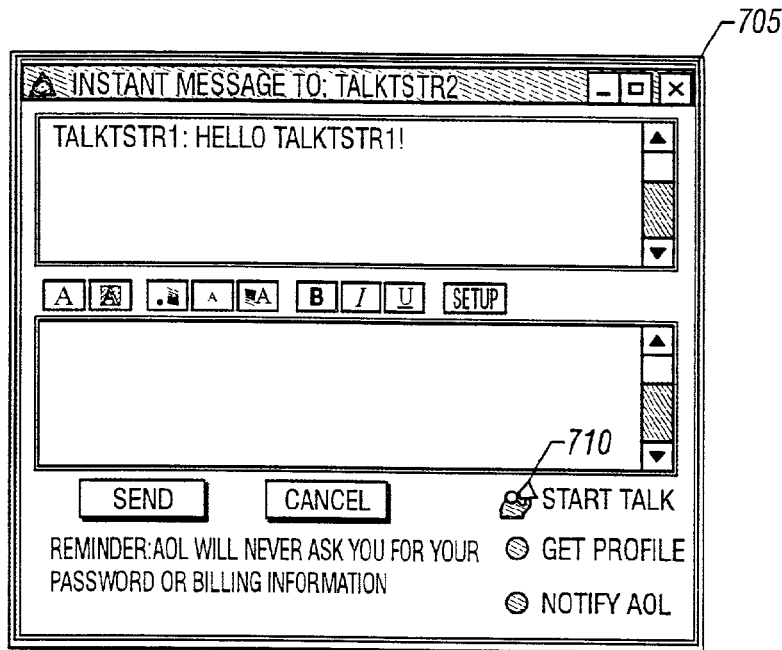 705
INSTANT MESSAGE TO; TALKTSTR2
TALKTSTR1: HELLO TALKTSTR1!
A A A A B I U SETUP
710
SEND CANCEL START TALK
REMINDER:AOL WILL NEVER ASK YOU FOR YOUR GET PROFILE
PASSWORD OR BILLING INFORMATION
NOTIFY AOL